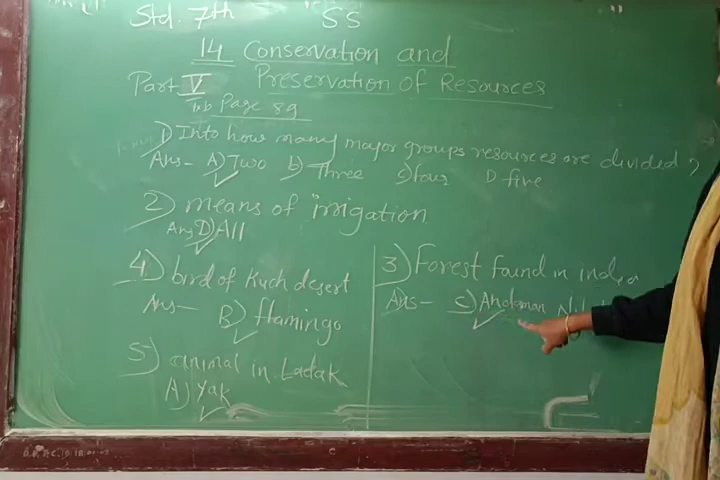 Std. 7th SS
14 Conservation and
Part V Preservation of Resources
Page 89
1) Into how many major groups resources are divided?
Ans- A) Two b) Three c) four D five
2) means of irrigation
Ans D) All
4) bird of Kuch desert
Ans- B) flamingo
5) animal in Ladak
A) Yak
3) Forest found in india
Ans- C) Andaman